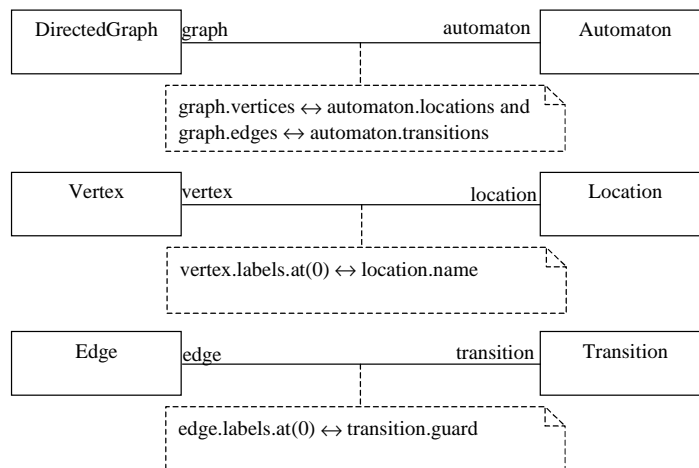 DirectedGraph graph automaton Automaton
graph.vertices ↔ automaton.locations and
graph.edges ↔ automaton.transitions
Vertex vertex location Location
vertex.labels.at(0) ↔ location.name
Edge edge transition Transition
edge.labels.at(0) ↔ transition.guard